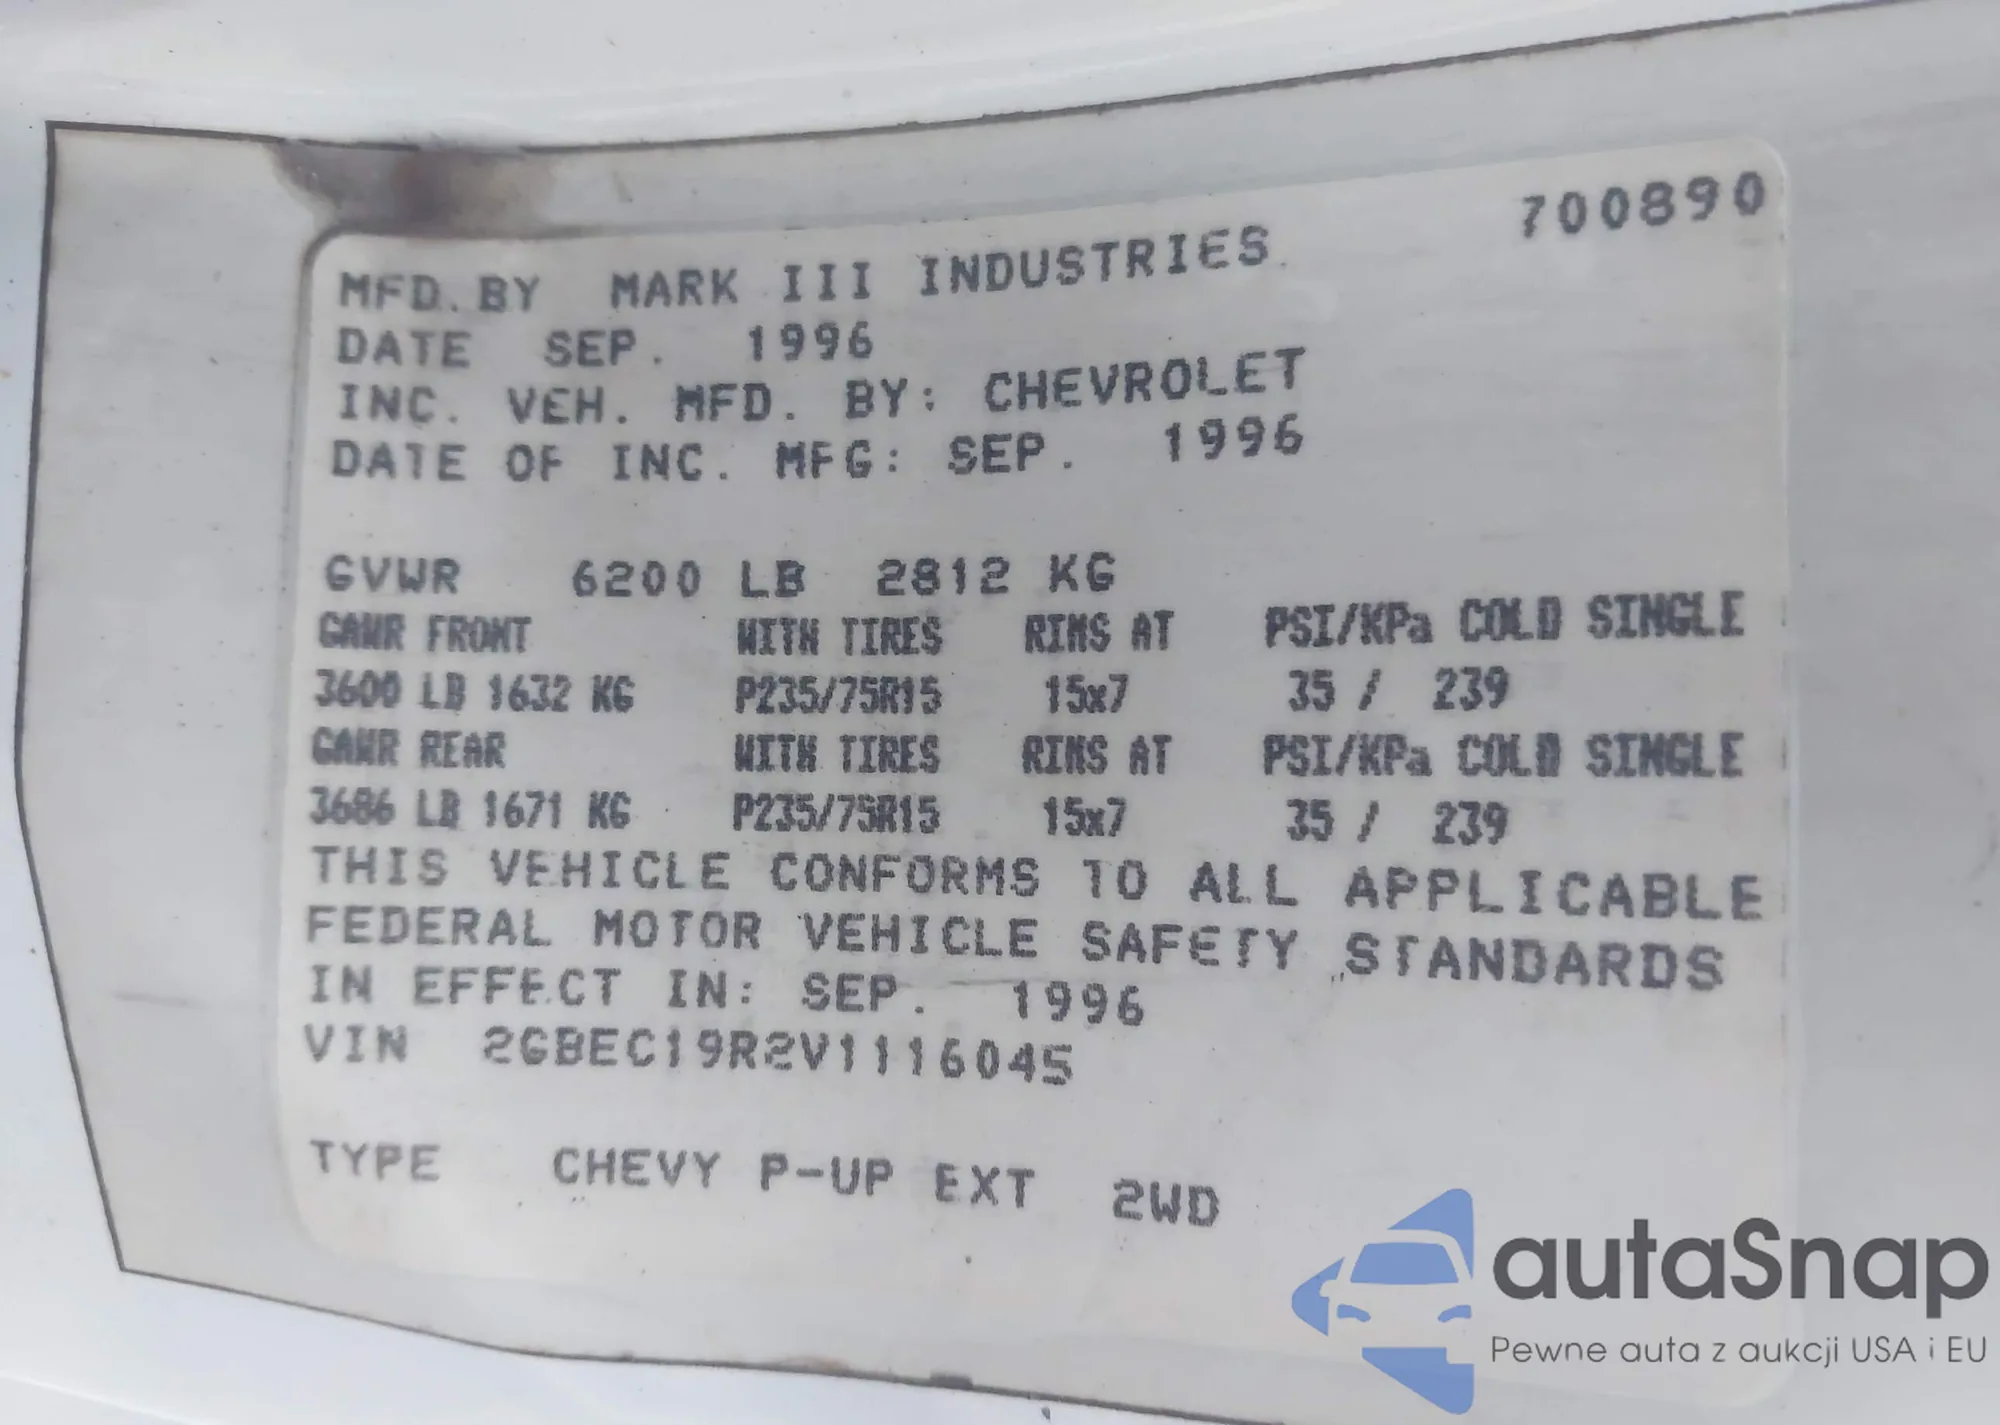 700890
MFD. BY MARK III INDUSTRIES
DATE SEP. 1996
INC. VEH. MFD. BY: CHEVROLET
DATE OF INC. MFG: SEP. 1996
GVWR 6200 LB 2812 KG
GAWR FRONT WITH TIRES RIMS AT PSI/KPa COLD SINGLE
3600 LB 1632 KG P235/75R15 15x7 35 / 239
GAWR REAR WITH TIRES RIMS AT PSI/KPa COLD SINGLE
3686 LB 1671 KG P235/75R15 15x7 35 / 239
THIS VEHICLE CONFORMS TO ALL APPLICABLE
FEDERAL MOTOR VEHICLE SAFETY STANDARDS
IN EFFECT IN: SEP. 1996
VIN 2GBEC19R2V1116045
TYPE CHEVY P-UP EXT 2WD
autaSnap
Pewne auta z aukcji USA i EU